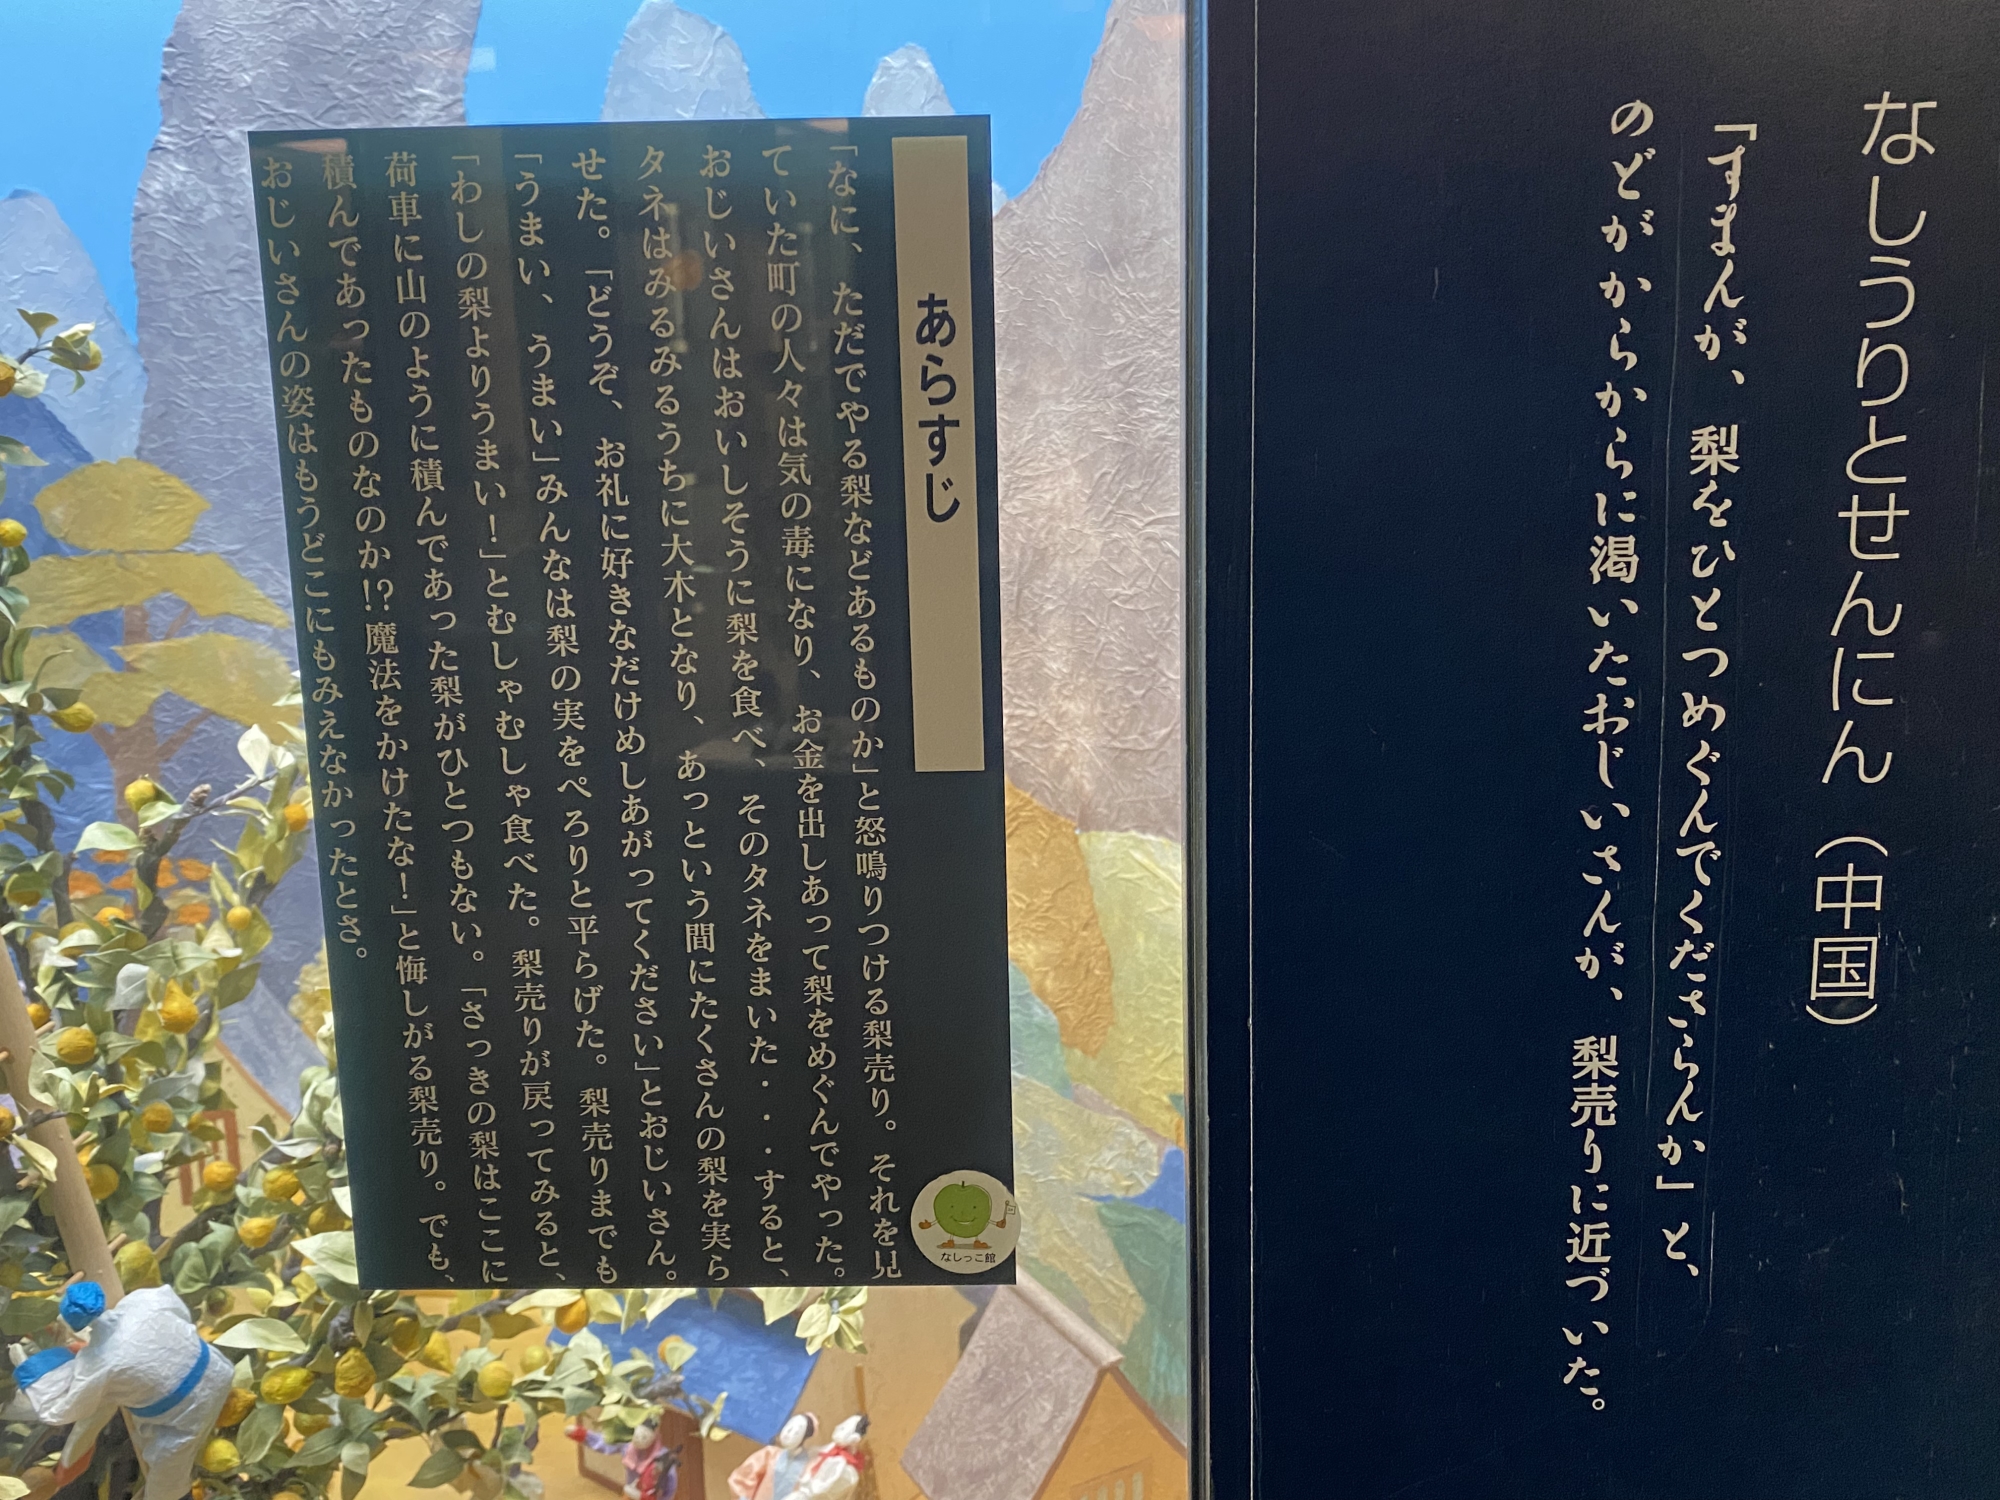 なしうりとせんにん（中国）
「すまんが、梨をひとつめぐんでくださらんか」と、
のどがからからに渇いたおじいさんが、梨売りに近づいた。
あらすじ
「なに、ただでやる梨などあるものか」と怒鳴りつける梨売り。それを見
ていた町の人々は気の毒になり、お金を出しあって梨をめぐんでやった。
おじいさんはおいしそうに梨を食べ、そのタネをまいた・・・すると、
タネはみるみるうちに大木となり、あっという間にたくさんの梨を実ら
せた。「どうぞ、お礼に好きなだけめしあがってください」とおじいさん。
「うまい、うまい」みんなは梨の実をぺろりと平らげた。梨売りまでも
「わしの梨よりうまい！」とむしゃむしゃ食べた。梨売りが戻ってみると、
荷車に山のように積んであった梨がひとつもない。「さっきの梨はここに
積んであったものなのか!?魔法をかけたな！」と悔しがる梨売り。でも、
おじいさんの姿はもうどこにもみえなかったとさ。
なしっこ館